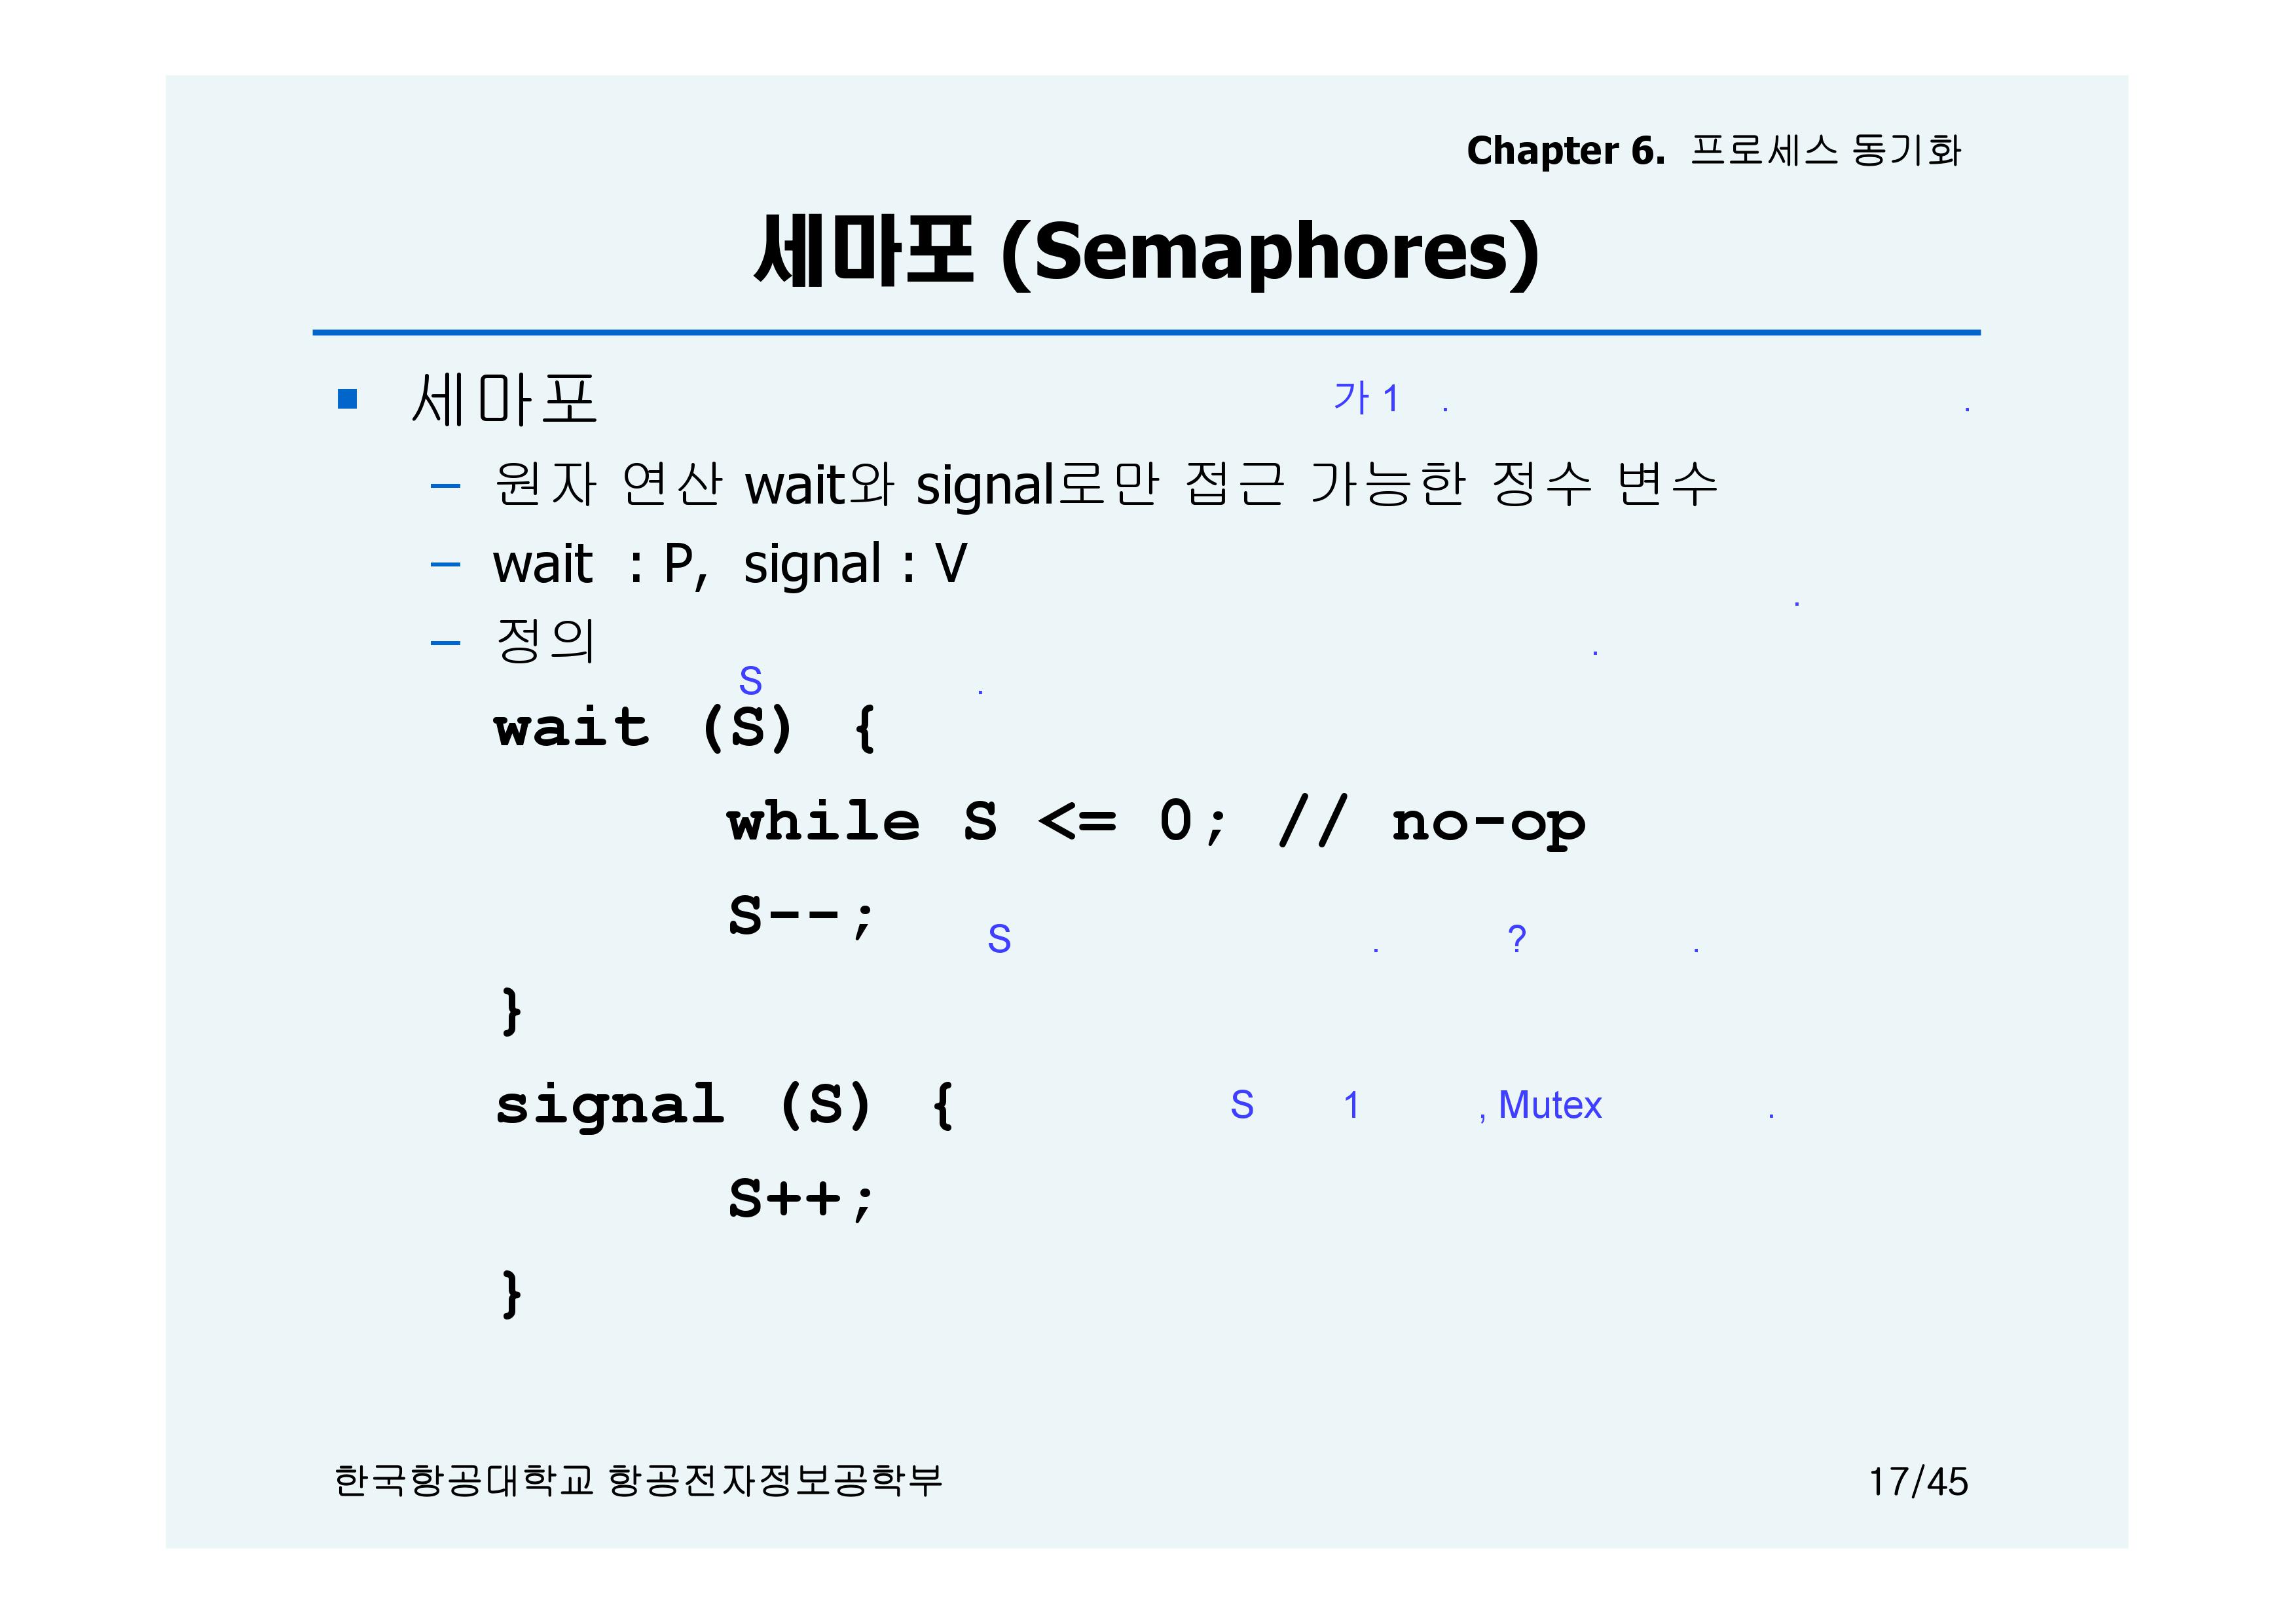 Chapter 6. 프로세스 동기화
세마포 (Semaphores)
■ 세마포
가 1 . .
– 원자 연산 wait와 signal로만 접근 가능한 정수 변수
– wait : P, signal : V
.
– 정의
.
S .
wait (S) {
while S <= 0; // no-op
S--;
S . ? .
}
signal (S) {
S 1 , Mutex .
S++;
}
한국항공대학교 항공전자정보공학부
17/45